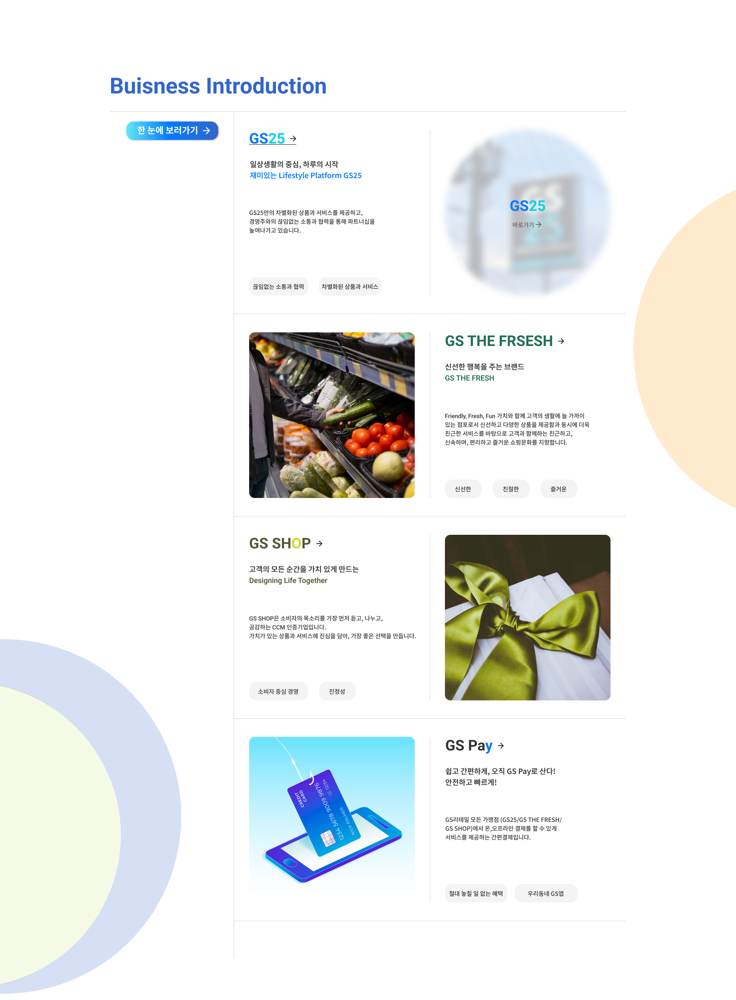 Buisness Introduction
한 눈에 보러가기
GS25
일상생활의 중심, 하루의 시작
재미있는 Lifestyle Platform GS25
GS25만의 차별화된 상품과 서비스를 제공하고,
경영주와의 끊임없는 소통과 협력을 통해 파트너십을
높여나가고 있습니다.
끊임없는 소통과 협력
차별화된 상품과 서비스
GS
25
GS25
바로가기
GS THE FRSESH
신선한 행복을 주는 브랜드
GS THE FRESH
Friendly, Fresh, Fun 가치와 함께 고객의 생활에 늘 가까이
있는 점포로서 신선하고 다양한 상품을 제공함과 동시에 더욱
친근한 서비스를 바탕으로 고객과 함께하는 친근하고,
신속하며, 편리하고 즐거운 쇼핑문화를 지향합니다.
신선한
친절한
즐거운
GS SHOP
고객의 모든 순간을 가치 있게 만드는
Designing Life Together
GS SHOP은 소비자의 목소리를 가장 먼저 듣고, 나누고,
공감하는 CCM 인증기업입니다.
가치가 있는 상품과 서비스에 진심을 담아, 가장 좋은 선택을 만듭니다.
소비자 중심 경영
진정성
CREDIT
CARD
1234 5678 9009 9876
12/34
NICK PALMER
GS Pay
쉽고 간편하게, 오직 GS Pay로 산다!
안전하고 빠르게!
GS리테일 모든 가맹점 (GS25/GS THE FRESH/
GS SHOP)에서 온,오프라인 결제를 할 수 있게
서비스를 제공하는 간편결제입니다.
절대 놓칠 일 없는 혜택
우리동네 GS앱